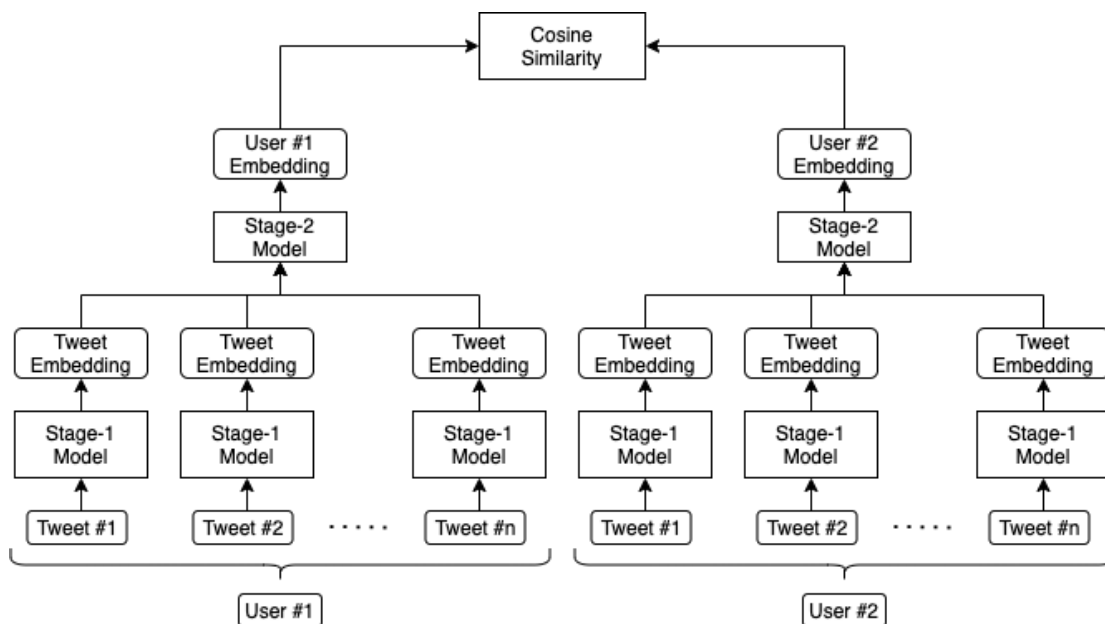 Cosine
Similarity
User #1
Embedding
User #2
Embedding
Stage-2
Model
Stage-2
Model
Tweet
Embedding
Tweet
Embedding
Tweet
Embedding
Tweet
Embedding
Tweet
Embedding
Tweet
Embedding
Stage-1
Model
Stage-1
Model
Stage-1
Model
Stage-1
Model
Stage-1
Model
Stage-1
Model
Tweet #1
Tweet #2
.....
Tweet #n
Tweet #1
Tweet #2
.....
Tweet #n
User #1
User #2